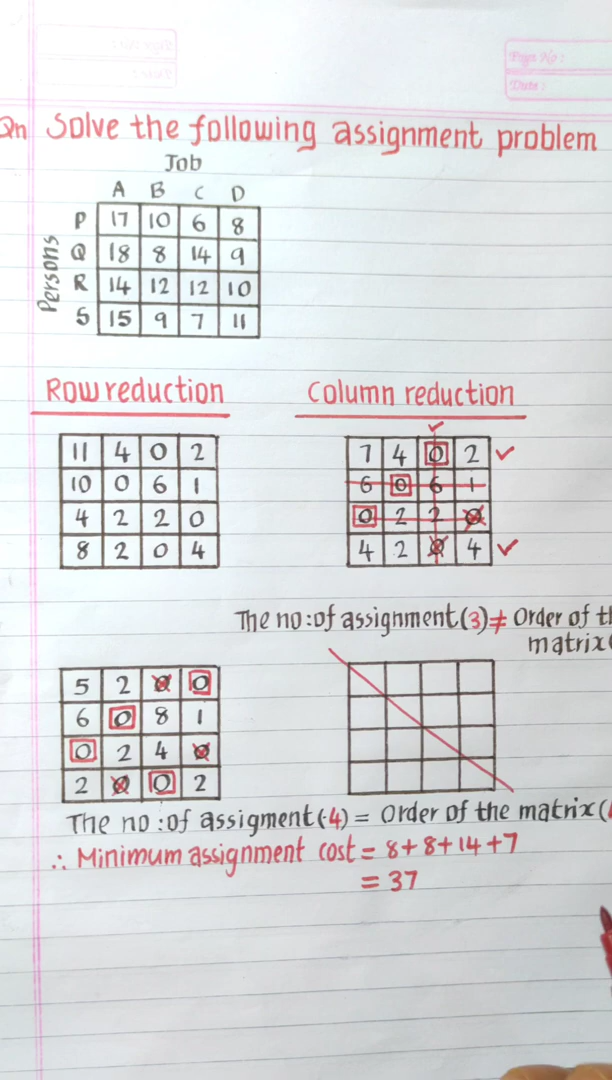 Page No:
Date:
Qn Solve the following assignment problem
Job
A B C D
Persons
P 17 10 6 8
Q 18 8 14 9
R 14 12 12 10
S 15 9 7 11
Row reduction
11 4 0 2
10 0 6 1
4 2 2 0
8 2 0 4
Column reduction
✓
7 4 0 2 ✓
6 0 6 1
0 2 2 0
4 2 0 4 ✓
The no:of assignment(3)≠ Order of th
matrix(
5 2 0 0
6 0 8 1
0 2 4 0
2 0 0 2
The no:of assigment(4) = Order of the matrix(
∴ Minimum assignment cost = 8+8+14+7
= 37